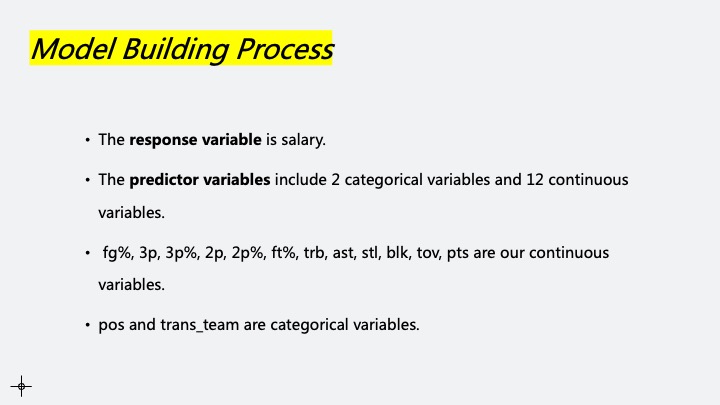 Model Building Process
• The response variable is salary.
• The predictor variables include 2 categorical variables and 12 continuous
variables.
• fg%, 3p, 3p%, 2p, 2p%, ft%, trb, ast, stl, blk, tov, pts are our continuous
variables.
• pos and trans_team are categorical variables.